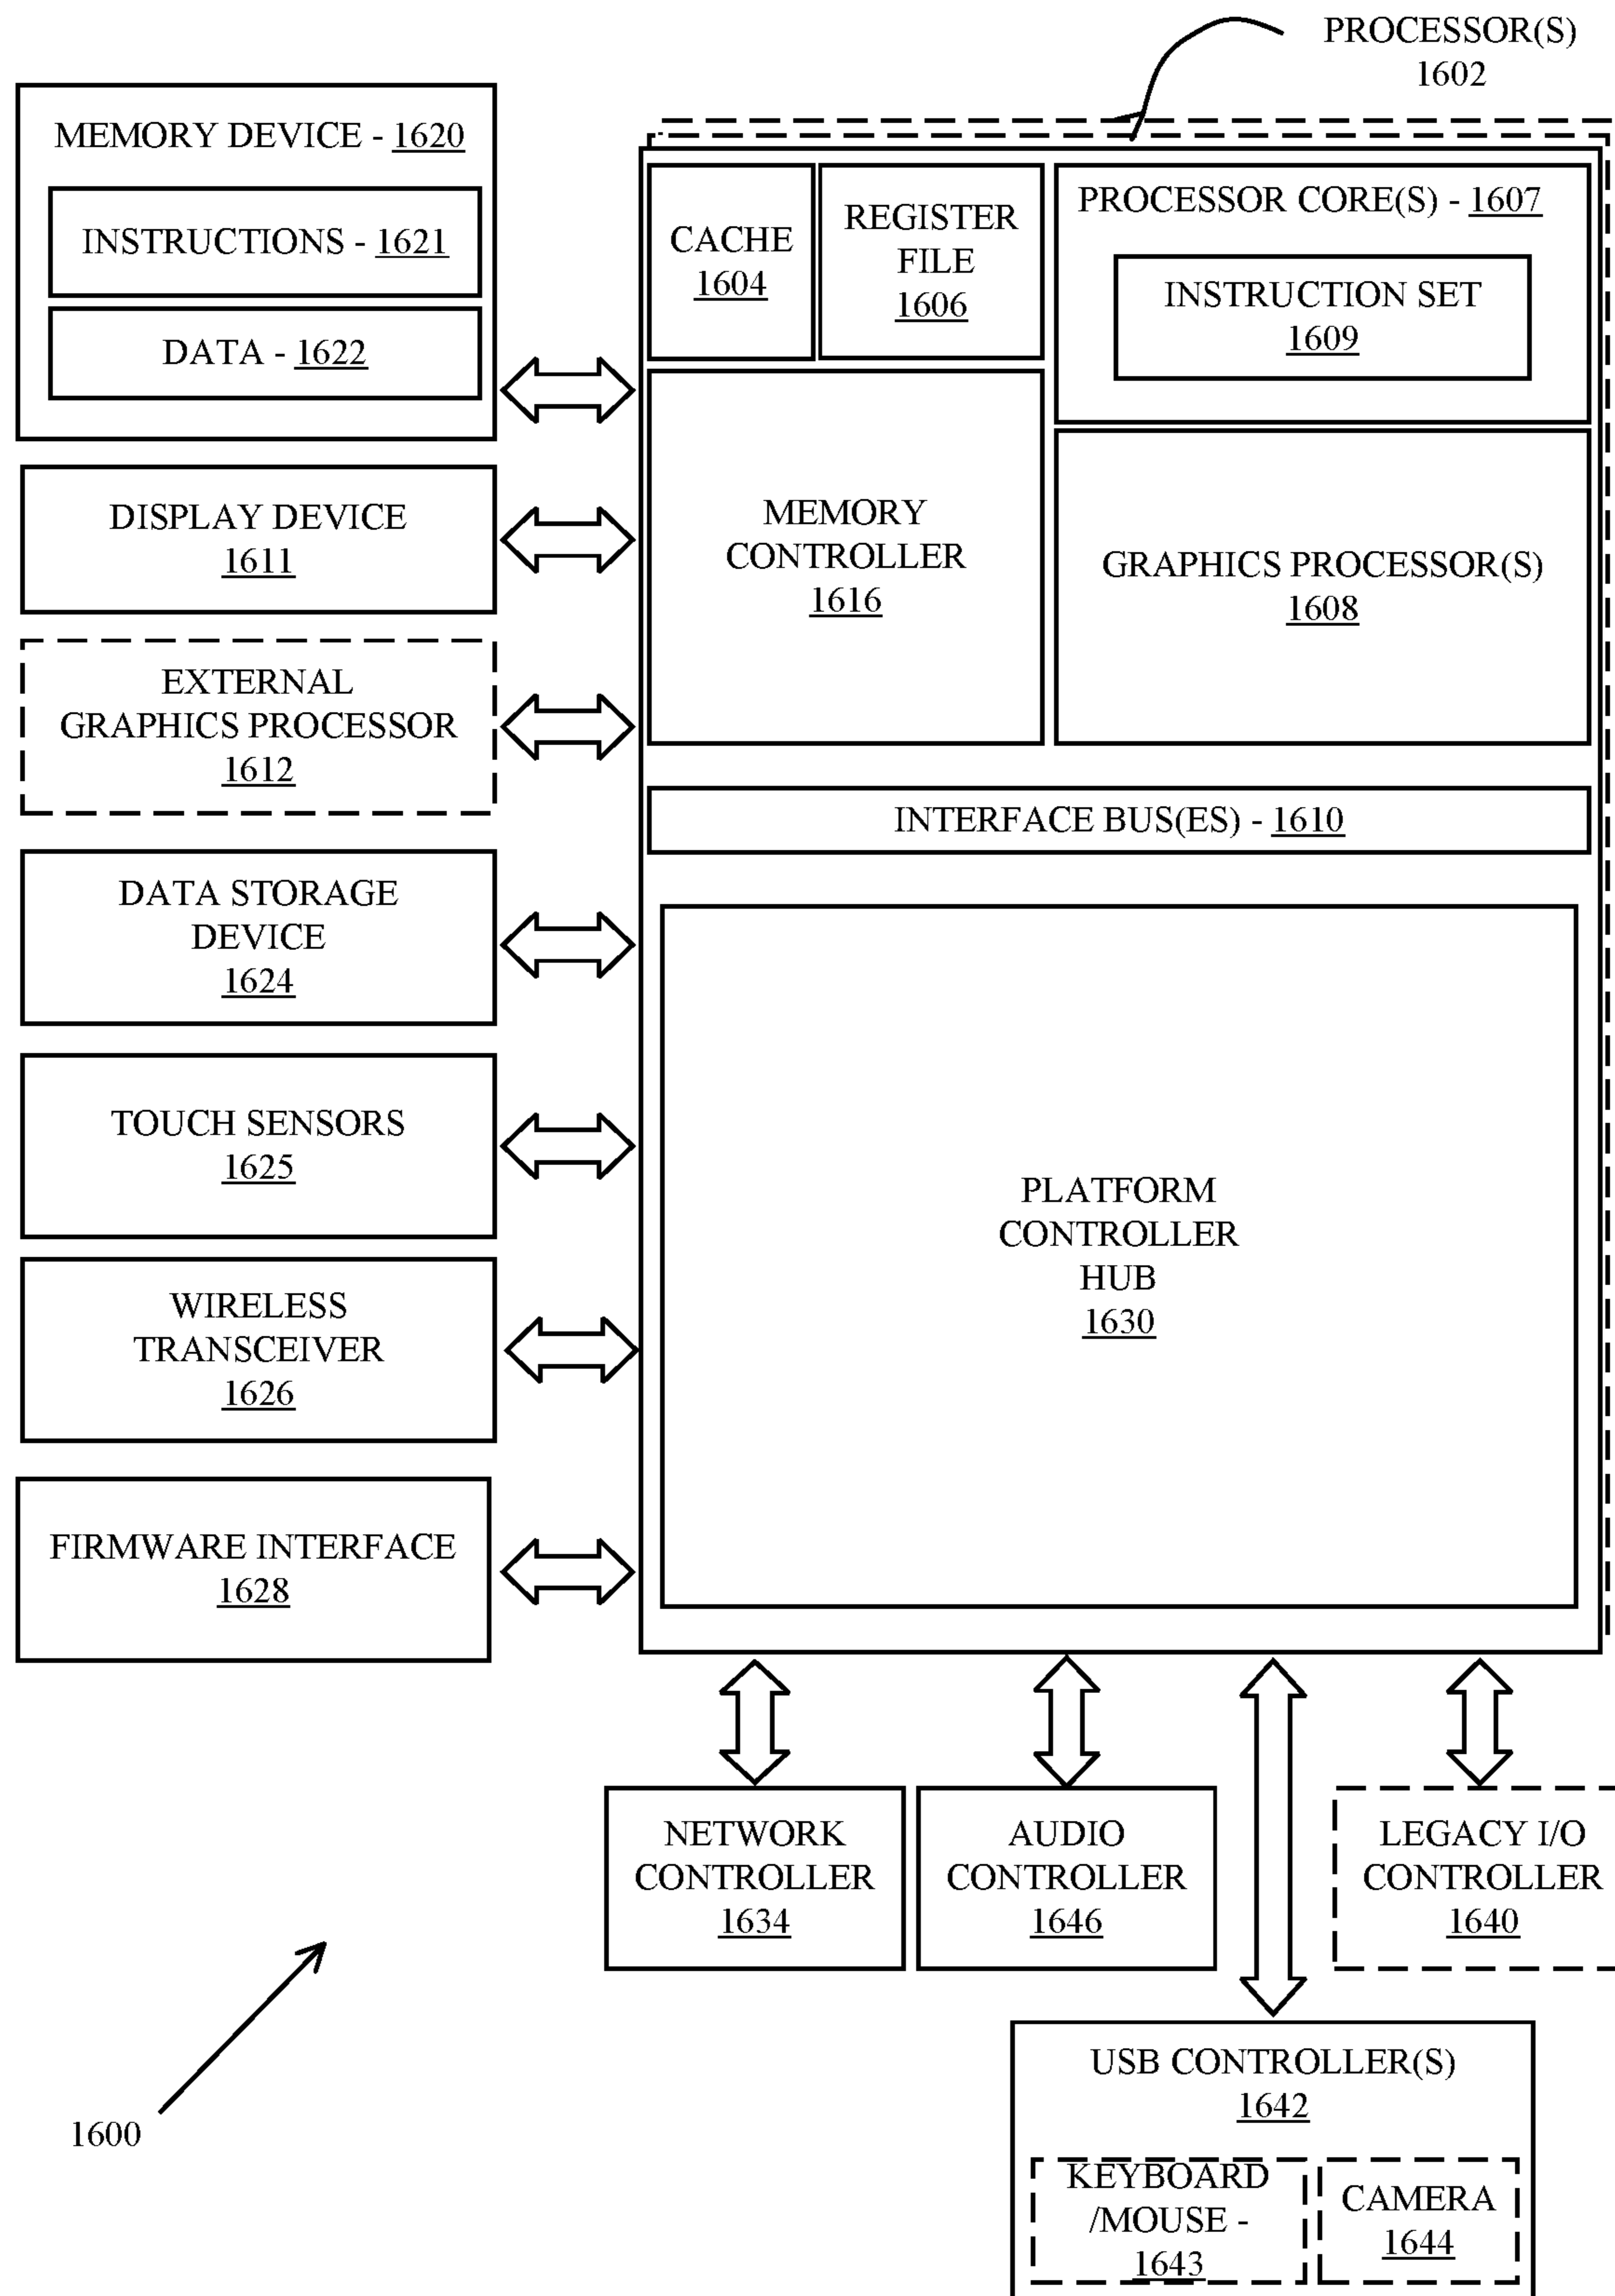 PROCESSOR(S)
1602
MEMORY DEVICE - 1620
INSTRUCTIONS - 1621
DATA - 1622
CACHE
1604
REGISTER
FILE
1606
PROCESSOR CORE(S) - 1607
INSTRUCTION SET
1609
DISPLAY DEVICE
1611
MEMORY
CONTROLLER
1616
GRAPHICS PROCESSOR(S)
1608
EXTERNAL
GRAPHICS PROCESSOR
1612
INTERFACE BUS(ES) - 1610
DATA STORAGE
DEVICE
1624
TOUCH SENSORS
1625
PLATFORM
CONTROLLER
HUB
1630
WIRELESS
TRANSCEIVER
1626
FIRMWARE INTERFACE
1628
NETWORK
CONTROLLER
1634
AUDIO
CONTROLLER
1646
LEGACY I/O
CONTROLLER
1640
USB CONTROLLER(S)
1642
KEYBOARD
/MOUSE -
1643
CAMERA
1644
1600